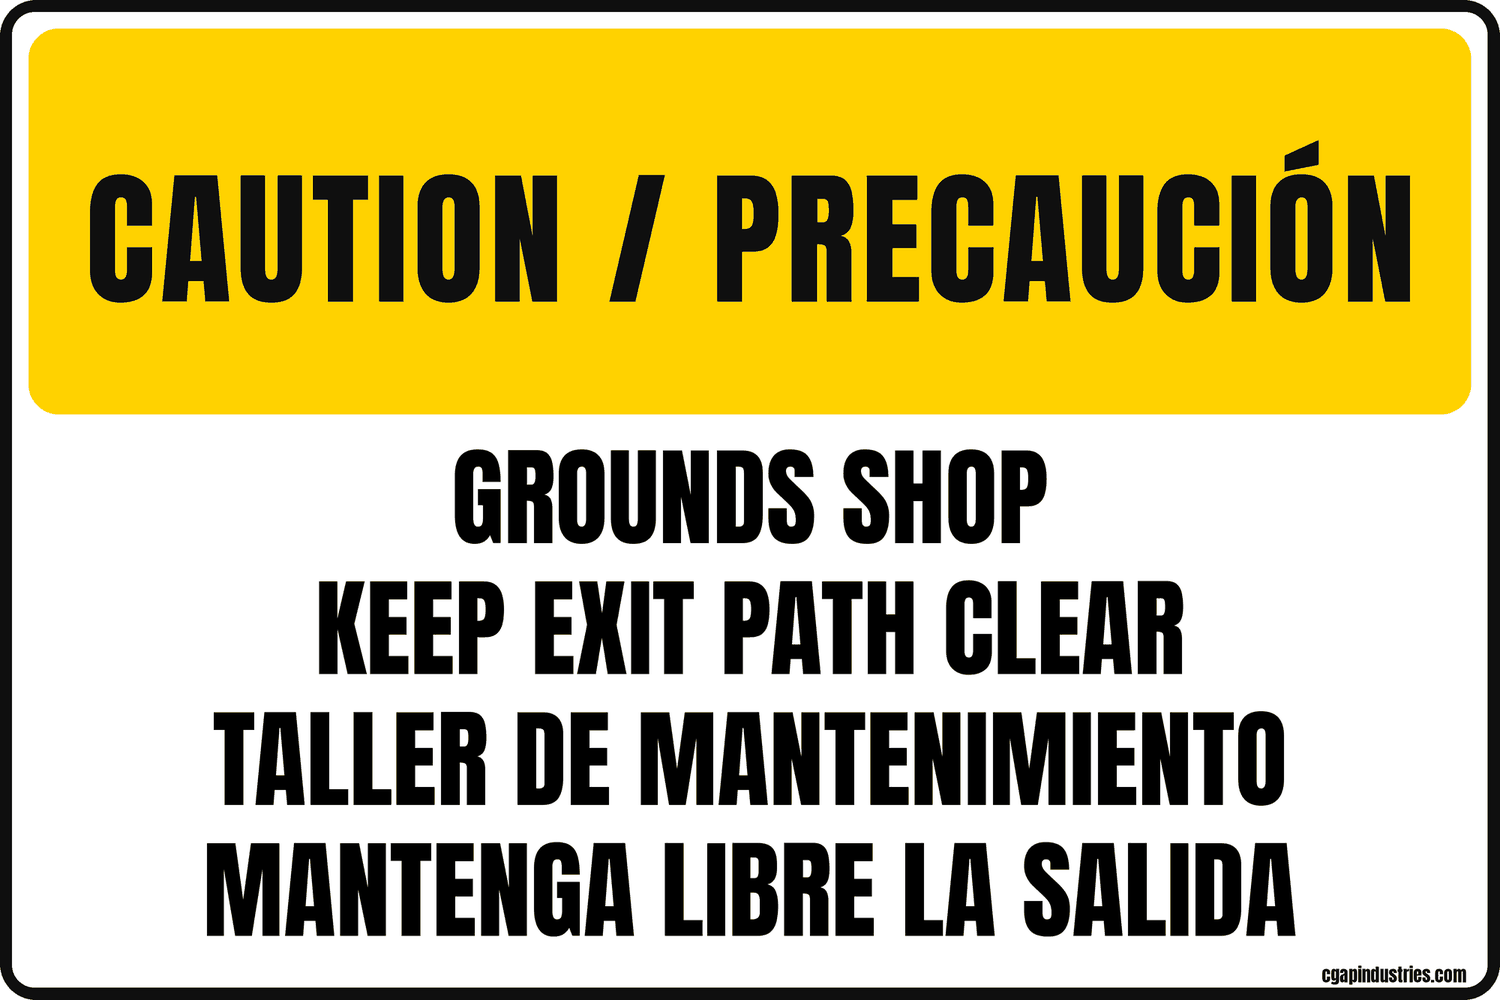 CAUTION / PRECAUCIÓN
GROUNDS SHOP
KEEP EXIT PATH CLEAR
TALLER DE MANTENIMIENTO
MANTENGA LIBRE LA SALIDA
cgapindustries.com